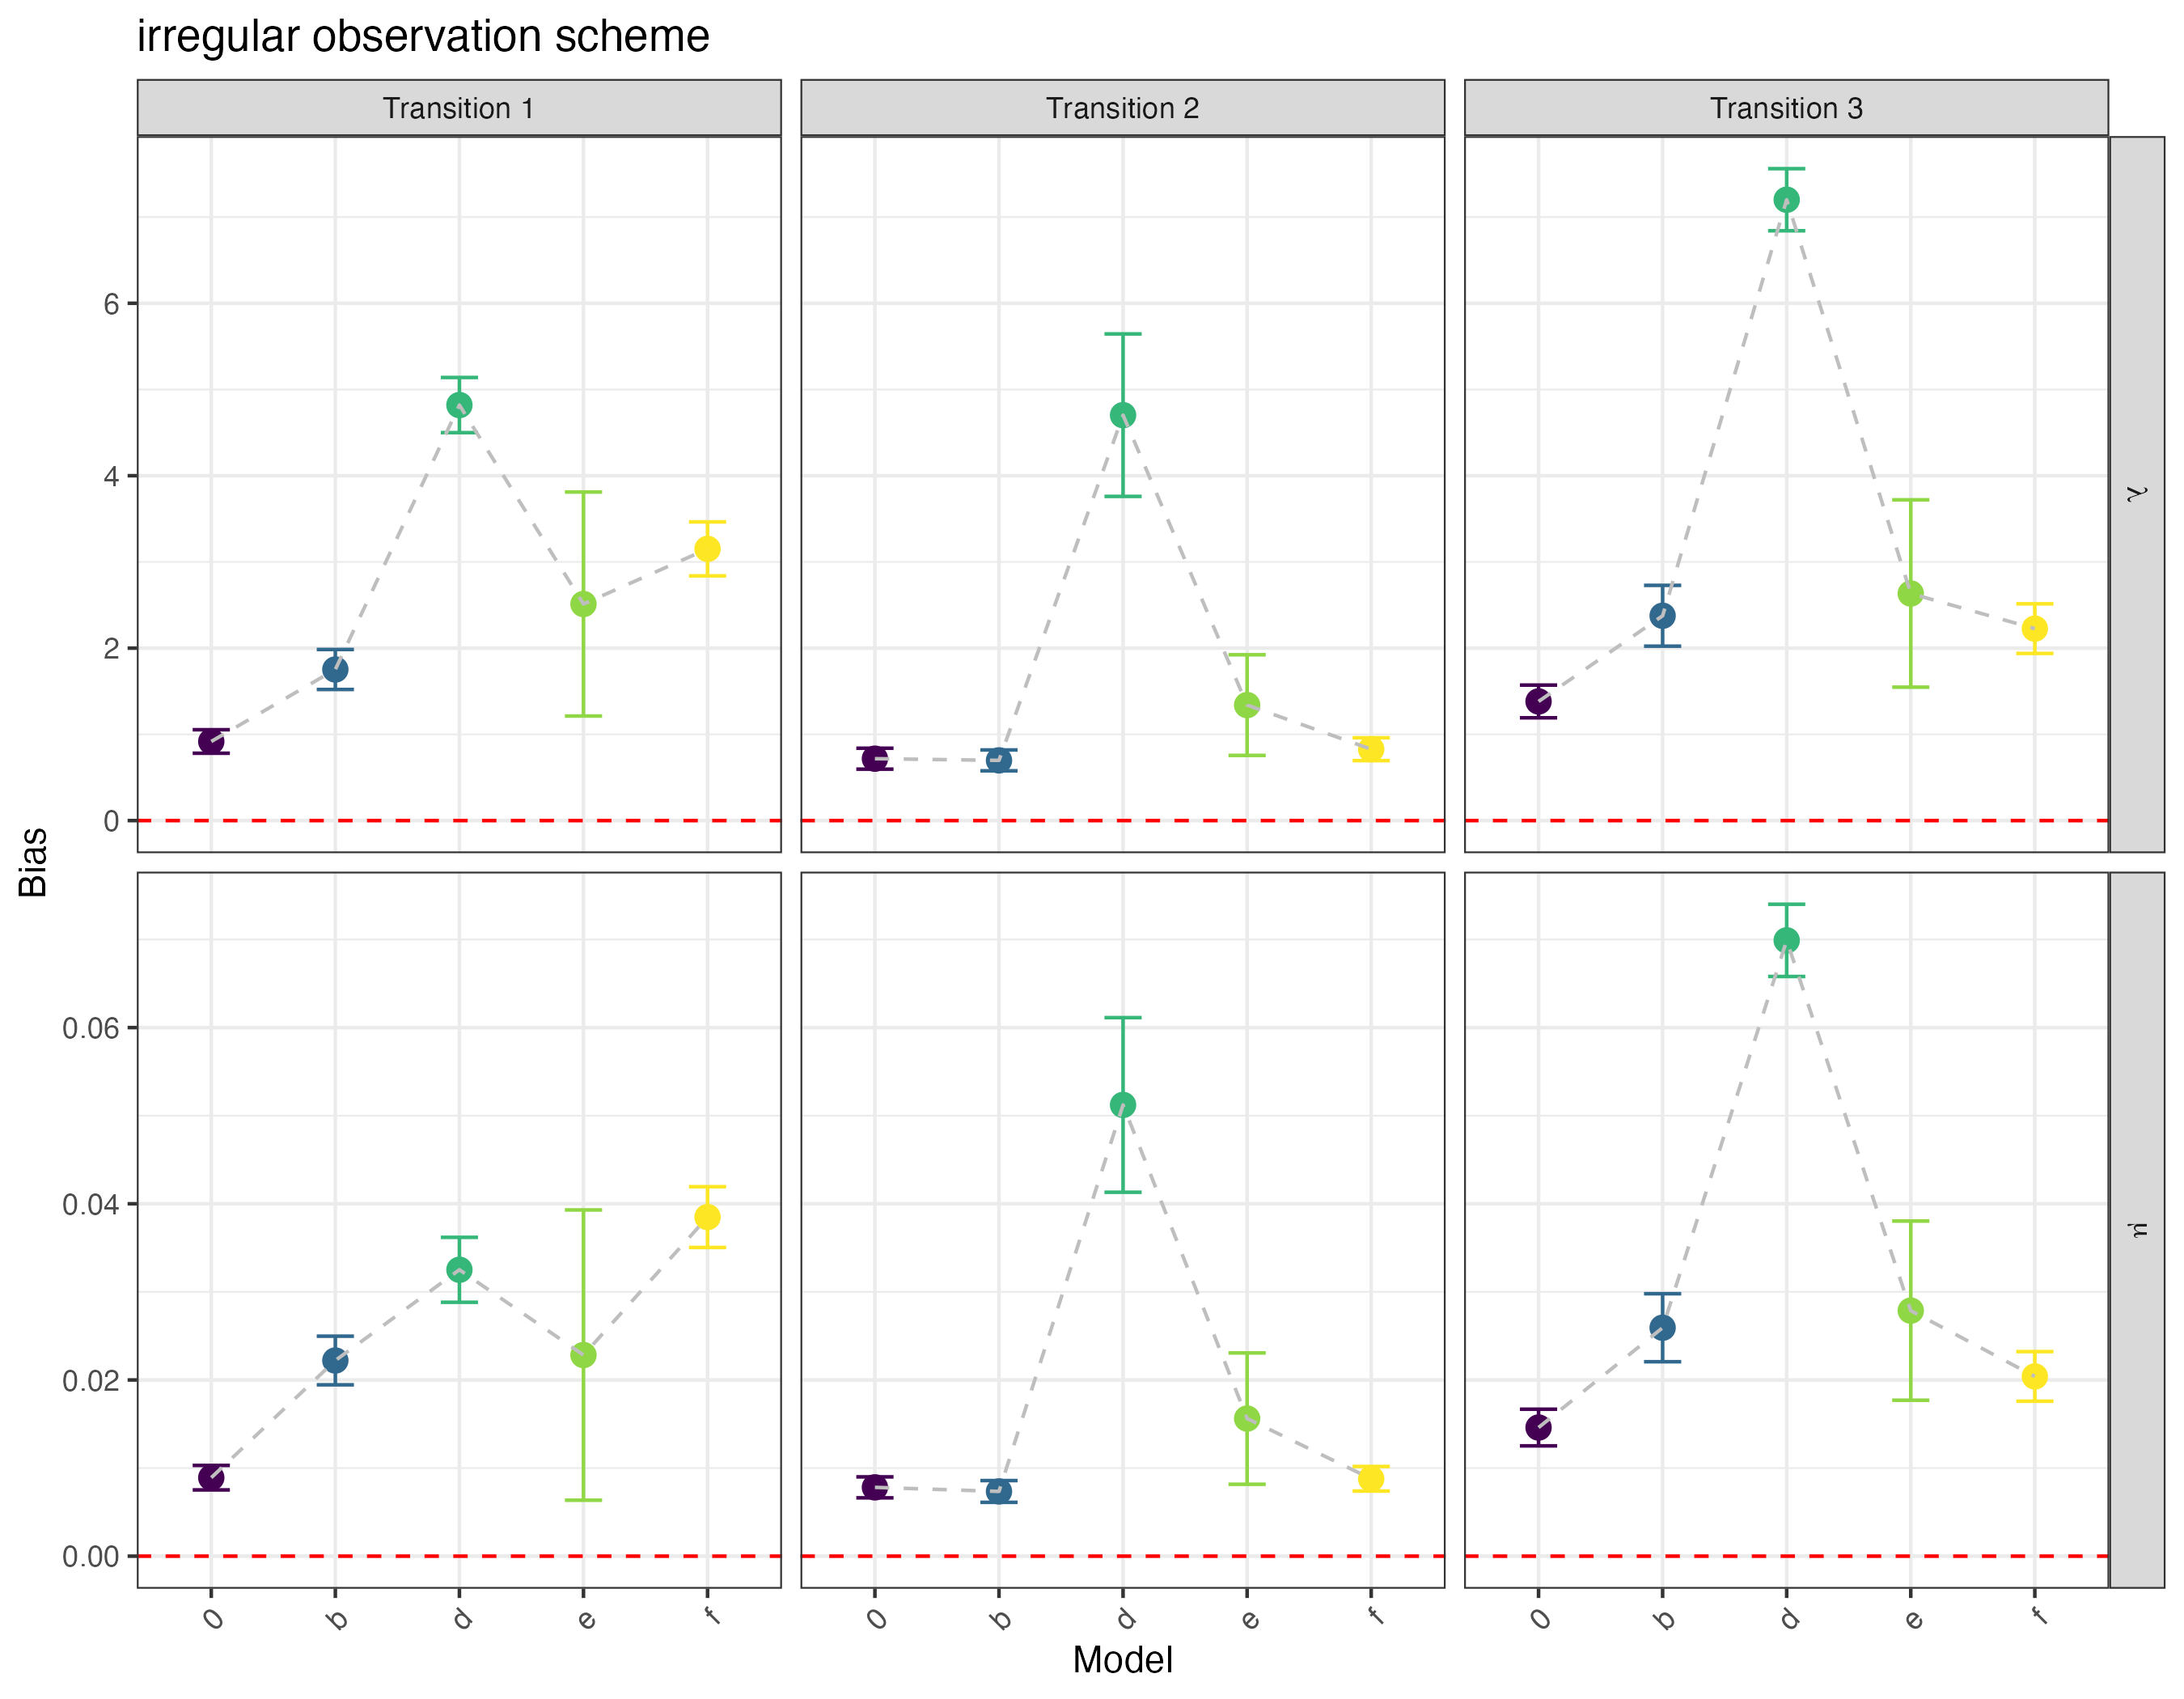 irregular observation scheme
Transition 1
Transition 2
Transition 3
6
4
2
0
λ
Bias
0.06
0.04
0.02
0.00
η
0 b d e f
0 b d e f
0 b d e f
Model